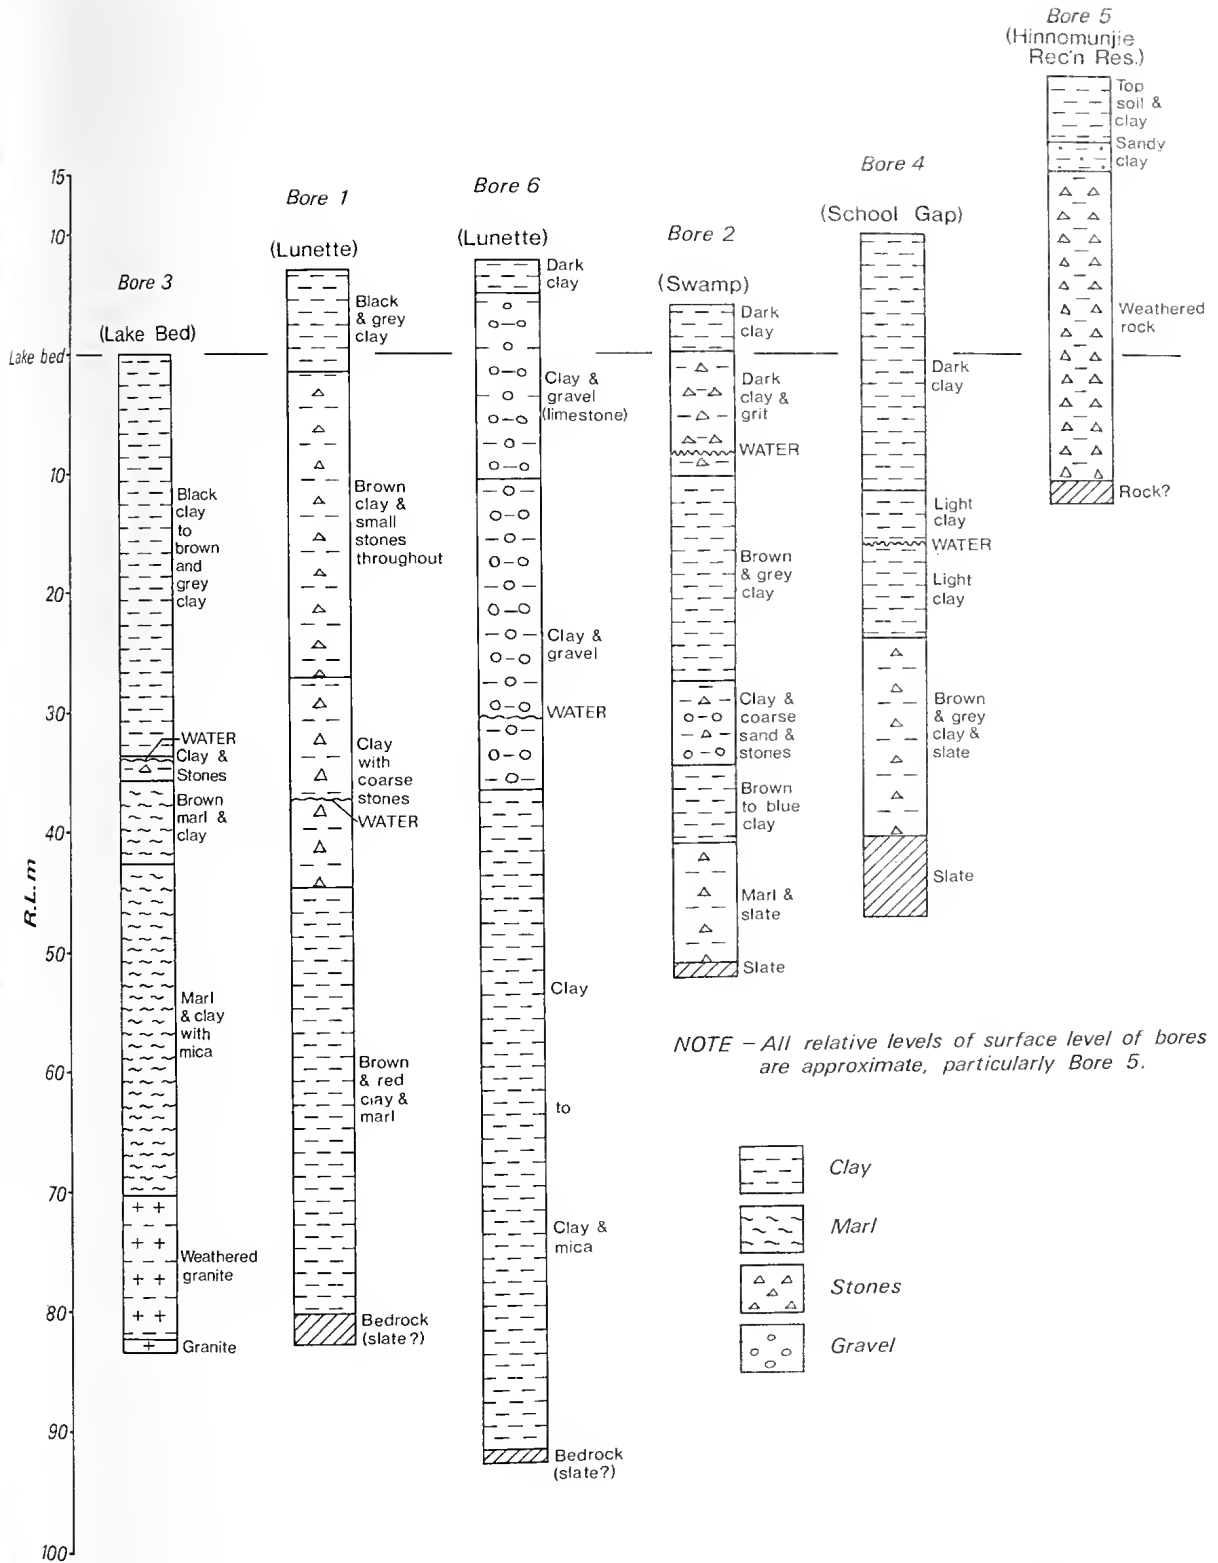 Bore 5
(Hinnomunjie
Rec'n Res.)
Top
soil &
clay
Sandy
clay
Weathered
rock
Rock?
Bore 4
(School Gap)
Dark
clay
Light
clay
WATER
Light
clay
Brown
& grey
clay &
slate
Slate
Bore 2
(Swamp)
Dark
clay
Dark
clay &
grit
WATER
Brown
& grey
clay
Clay &
coarse
sand &
stones
Brown
to blue
clay
Marl &
slate
Slate
Bore 6
(Lunette)
Dark
clay
Clay &
gravel
(limestone)
Clay &
gravel
WATER
Clay
to
Clay &
mica
Bedrock
(slate?)
Bore 1
(Lunette)
Black
& grey
clay
Brown
clay &
small
stones
throughout
Clay
with
coarse
stones
WATER
Brown
& red
clay &
marl
Bedrock
(slate?)
Bore 3
(Lake Bed)
Black
clay
to
brown
and
grey
clay
WATER
Clay &
Stones
Brown
marl &
clay
Marl
& clay
with
mica
Weathered
granite
Granite
15
10
Lake bed
10
20
30
40
R.L. m
50
60
70
80
90
100
NOTE – All relative levels of surface level of bores
are approximate, particularly Bore 5.
Clay
Marl
Stones
Gravel